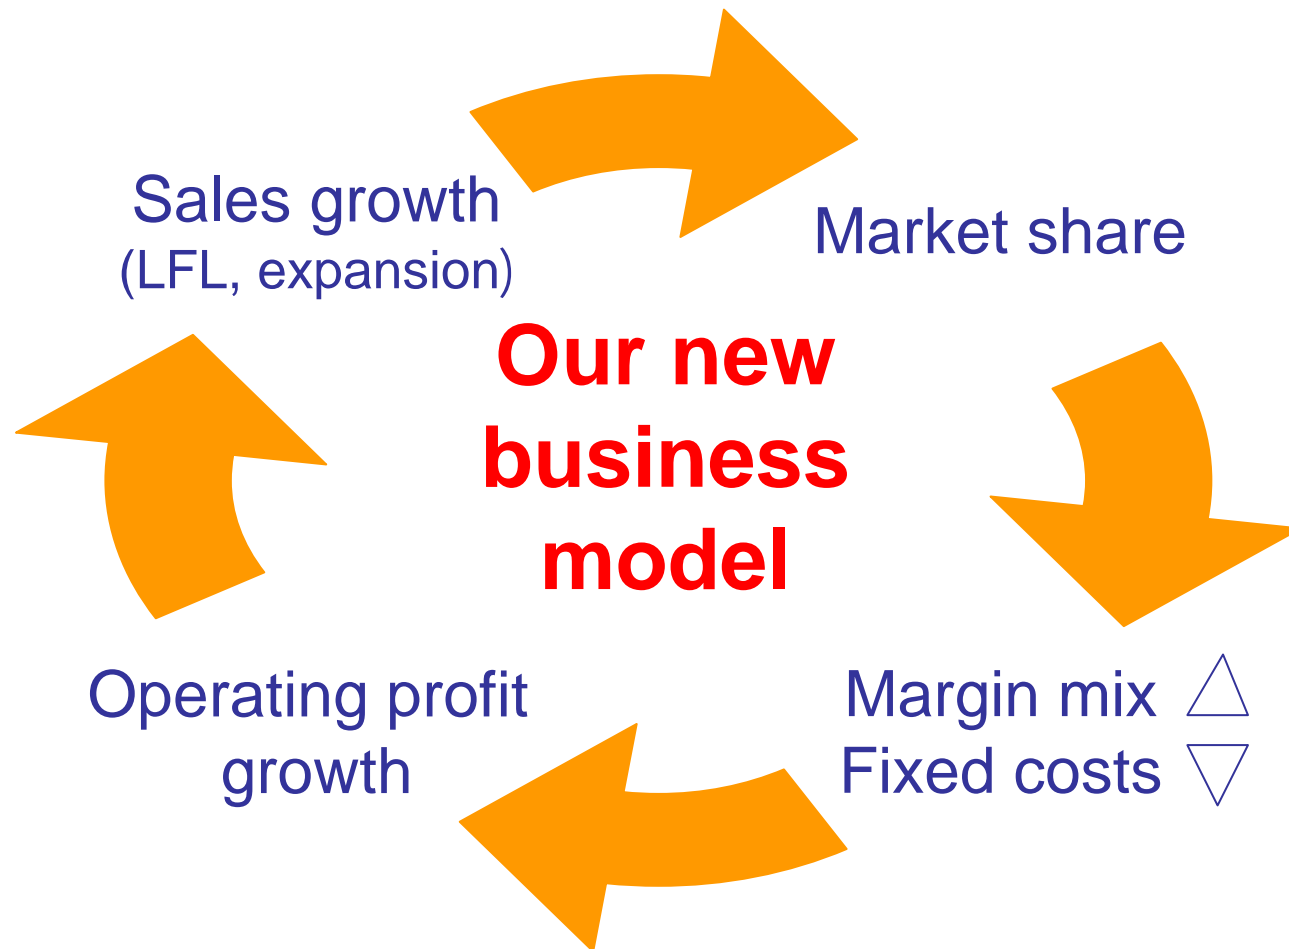 Sales growth
(LFL, expansion)
Market share
Our new
business
model
Operating profit
growth
Margin mix
Fixed costs